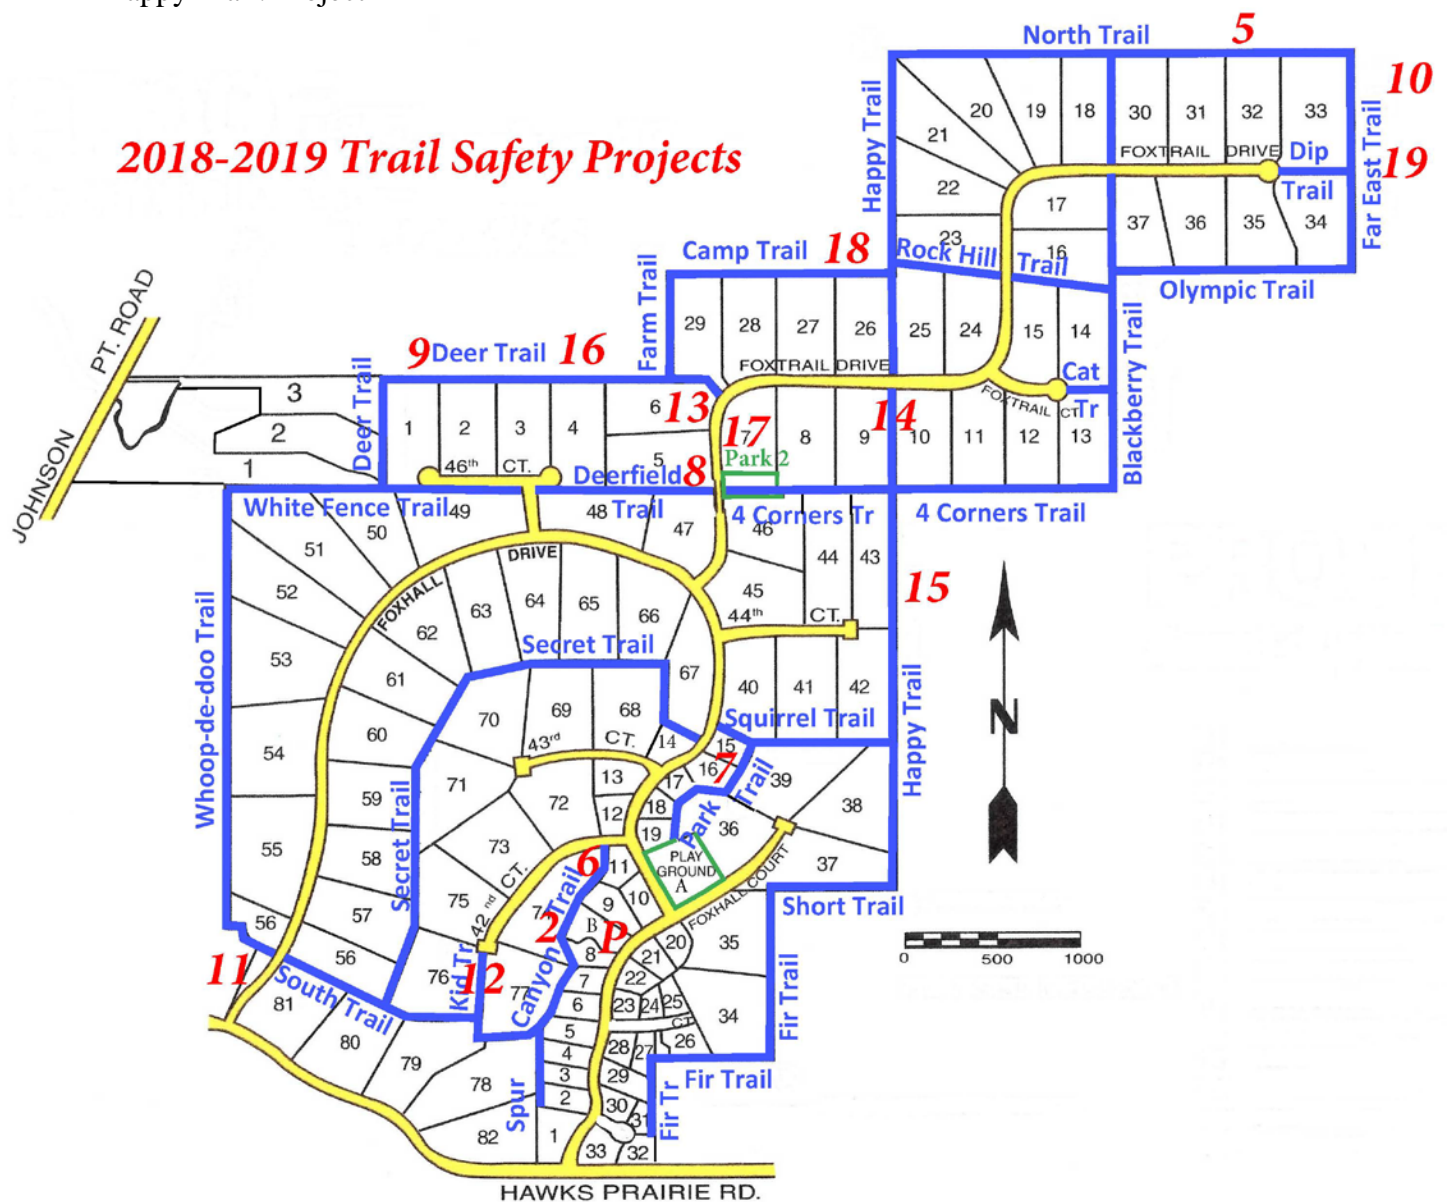 North Trail 5
10
2018-2019 Trail Safety Projects
Happy Trail
20 19 18 30 31 32 33
21
FOXTRAIL DRIVE Dip
Trail
19
Far East Trail
22 17
37 36 35 34
23 16
Rock Hill Trail
Camp Trail 18
Olympic Trail
JOHNSON PT. ROAD
Farm Trail
29 28 27 26 25 24 15 14
9 Deer Trail 16
FOXTRAIL DRIVE
Cat
Tr
FOXTRAIL CT.
Blackberry Trail
3
2
1
Deer Trail
1 2 3 4 6 13
5
17 14
7 8 9 10 11 12 13
46th CT.
Deerfield 8 Park 2
White Fence Trail Trail 4 Corners Tr 4 Corners Trail
50 49 48 47 46
51 44 43
52 45
FOXHALL DRIVE
44th CT.
15
62 63 64 65 66
Whoop-de-doo Trail
Secret Trail
53 61 67 40 41 42
N
70 69 68
Squirrel Trail
Happy Trail
60 43rd CT. 14 15
54 16 7 39
71 13 17 Trail
59 72 12 18 38
Secret Trail
Park 36
73 19
55 58 PLAY
GROUND
A
37
42nd CT.
6 11
FOXHALL COURT
75 74 10
57 9
Short Trail
56 2 B P
Canyon Trail
8 20 35
21
0 500 1000
11 56 76 Kid Tr 12 77 7 22
South Trail
81 6 23 24 25 34
CT.
Fir Trail
80 5 28 27 26
79 4
78 3 29
Fir Trail
Spur 2 30 31
Fir Tr
82 1 33 32
HAWKS PRAIRIE RD.